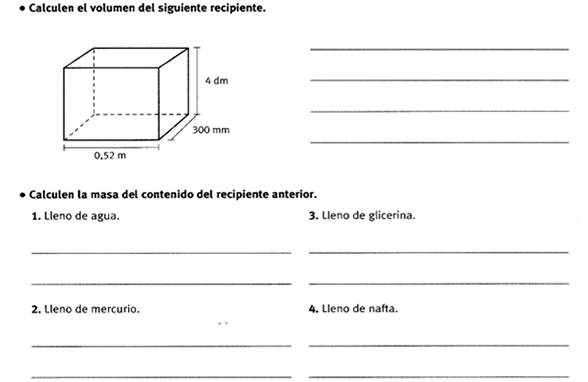 • Calculen el volumen del siguiente recipiente.
4 dm
300 mm
0,52 m
• Calculen la masa del contenido del recipiente anterior.
1. Lleno de agua.
3. Lleno de glicerina.
2. Lleno de mercurio.
4. Lleno de nafta.